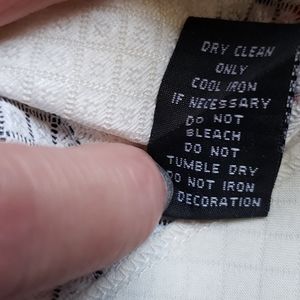 DRY CLEAN
ONLY
COOL IRON
IF NECESSARY
DO NOT
BLEACH
DO NOT
TUMBLE DRY
DO NOT IRON
DECORATION